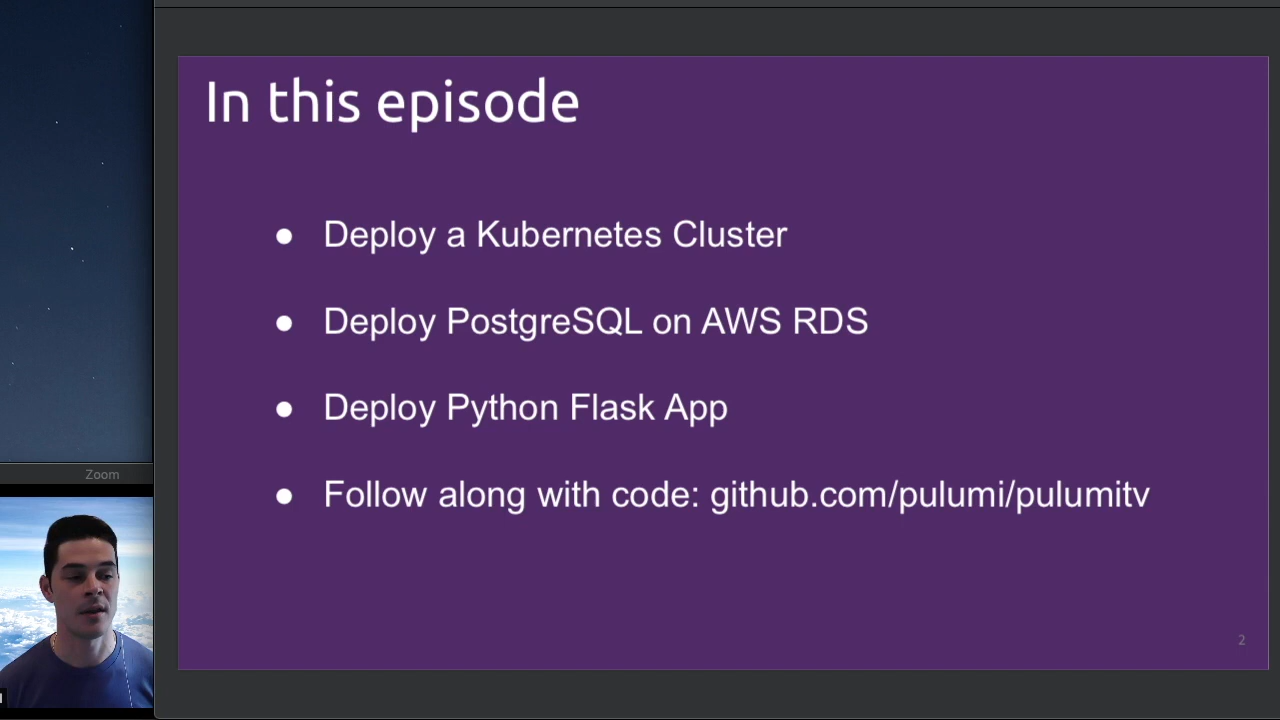 In this episode
● Deploy a Kubernetes Cluster
● Deploy PostgreSQL on AWS RDS
● Deploy Python Flask App
● Follow along with code: github.com/pulumi/pulumitv
Zoom
2